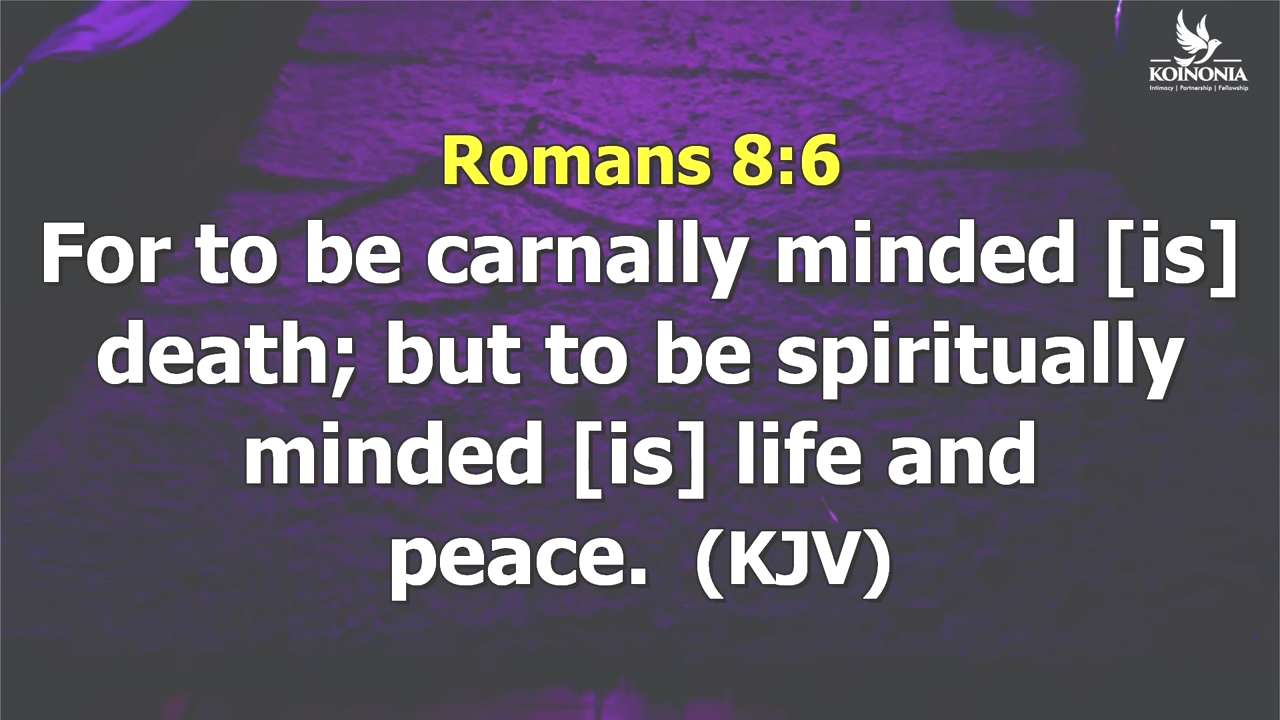 KOINONIA
Intimacy | Partnership | Fellowship
Romans 8:6
For to be carnally minded [is]
death; but to be spiritually
minded [is] life and
peace.  (KJV)